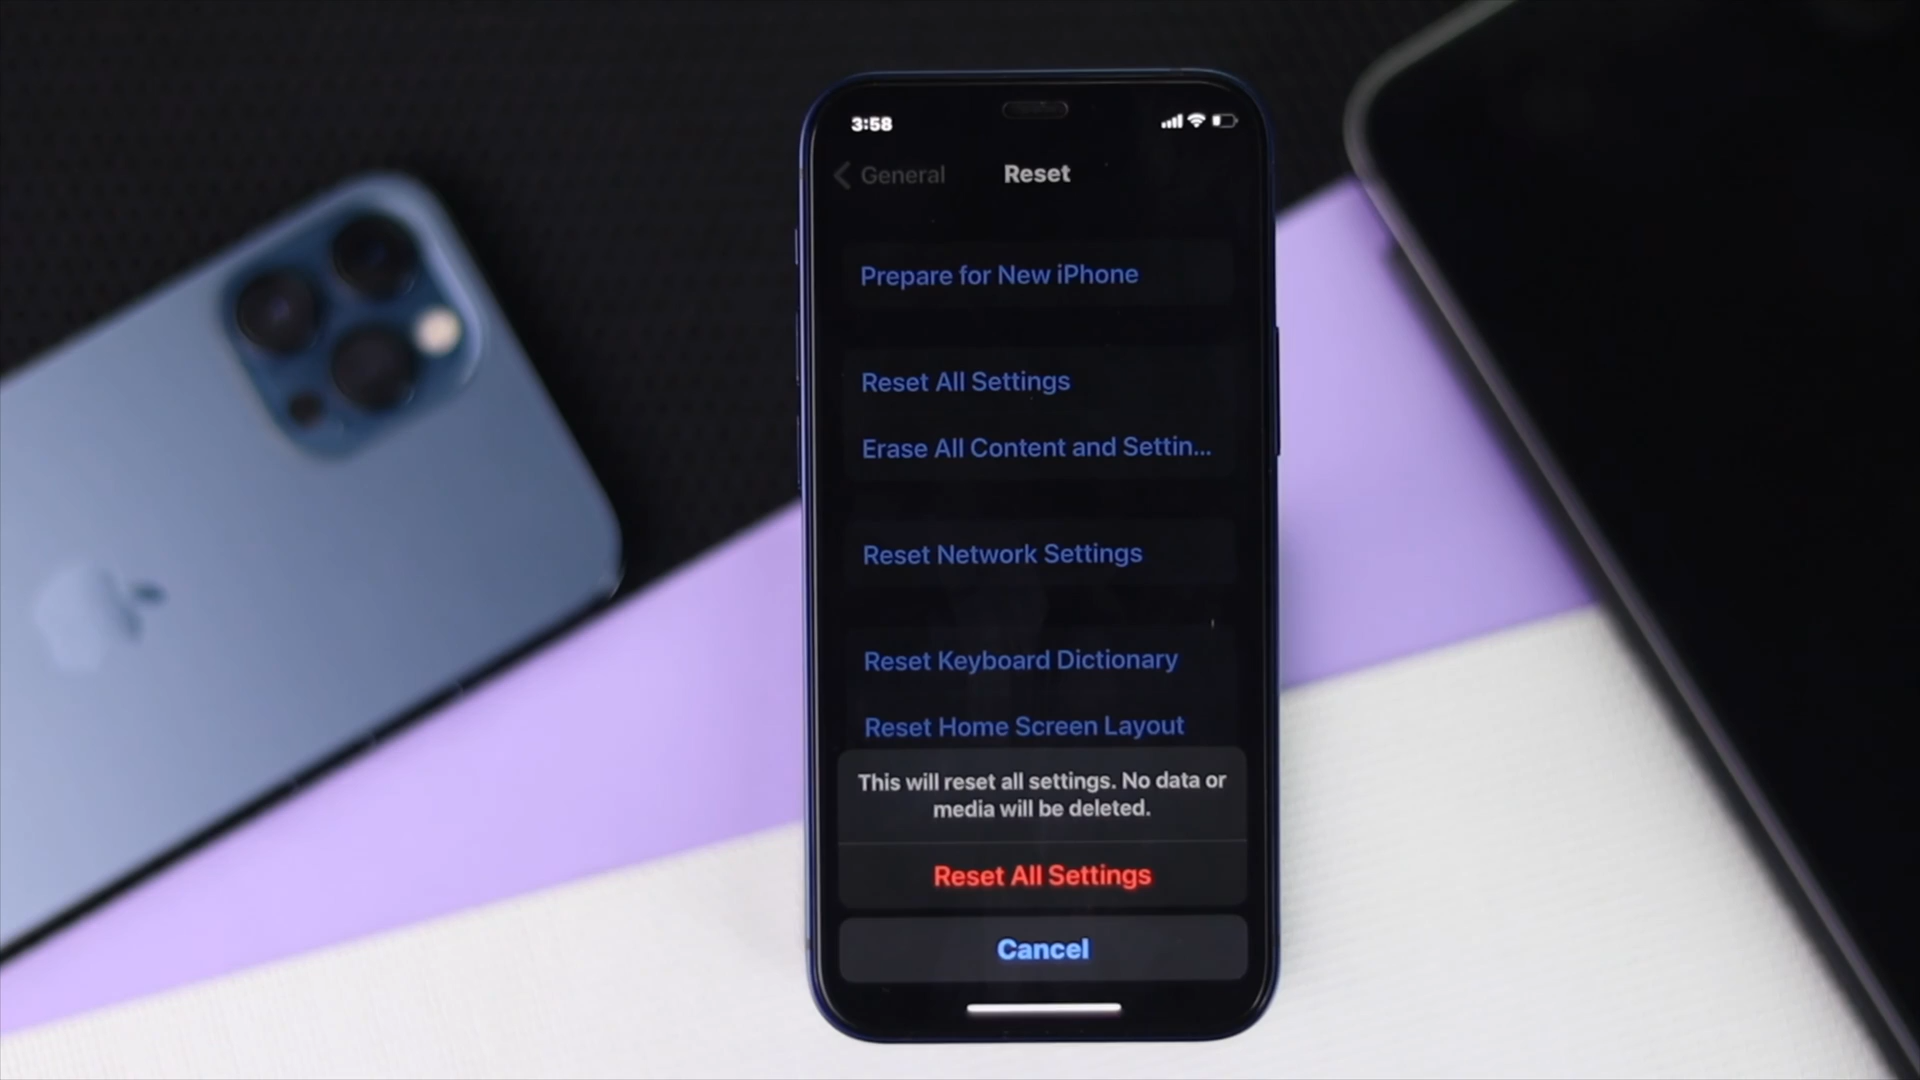 3:58
General
Reset
Prepare for New iPhone
Reset All Settings
Erase All Content and Settin...
Reset Network Settings
Reset Keyboard Dictionary
Reset Home Screen Layout
This will reset all settings. No data or
media will be deleted.
Reset All Settings
Cancel